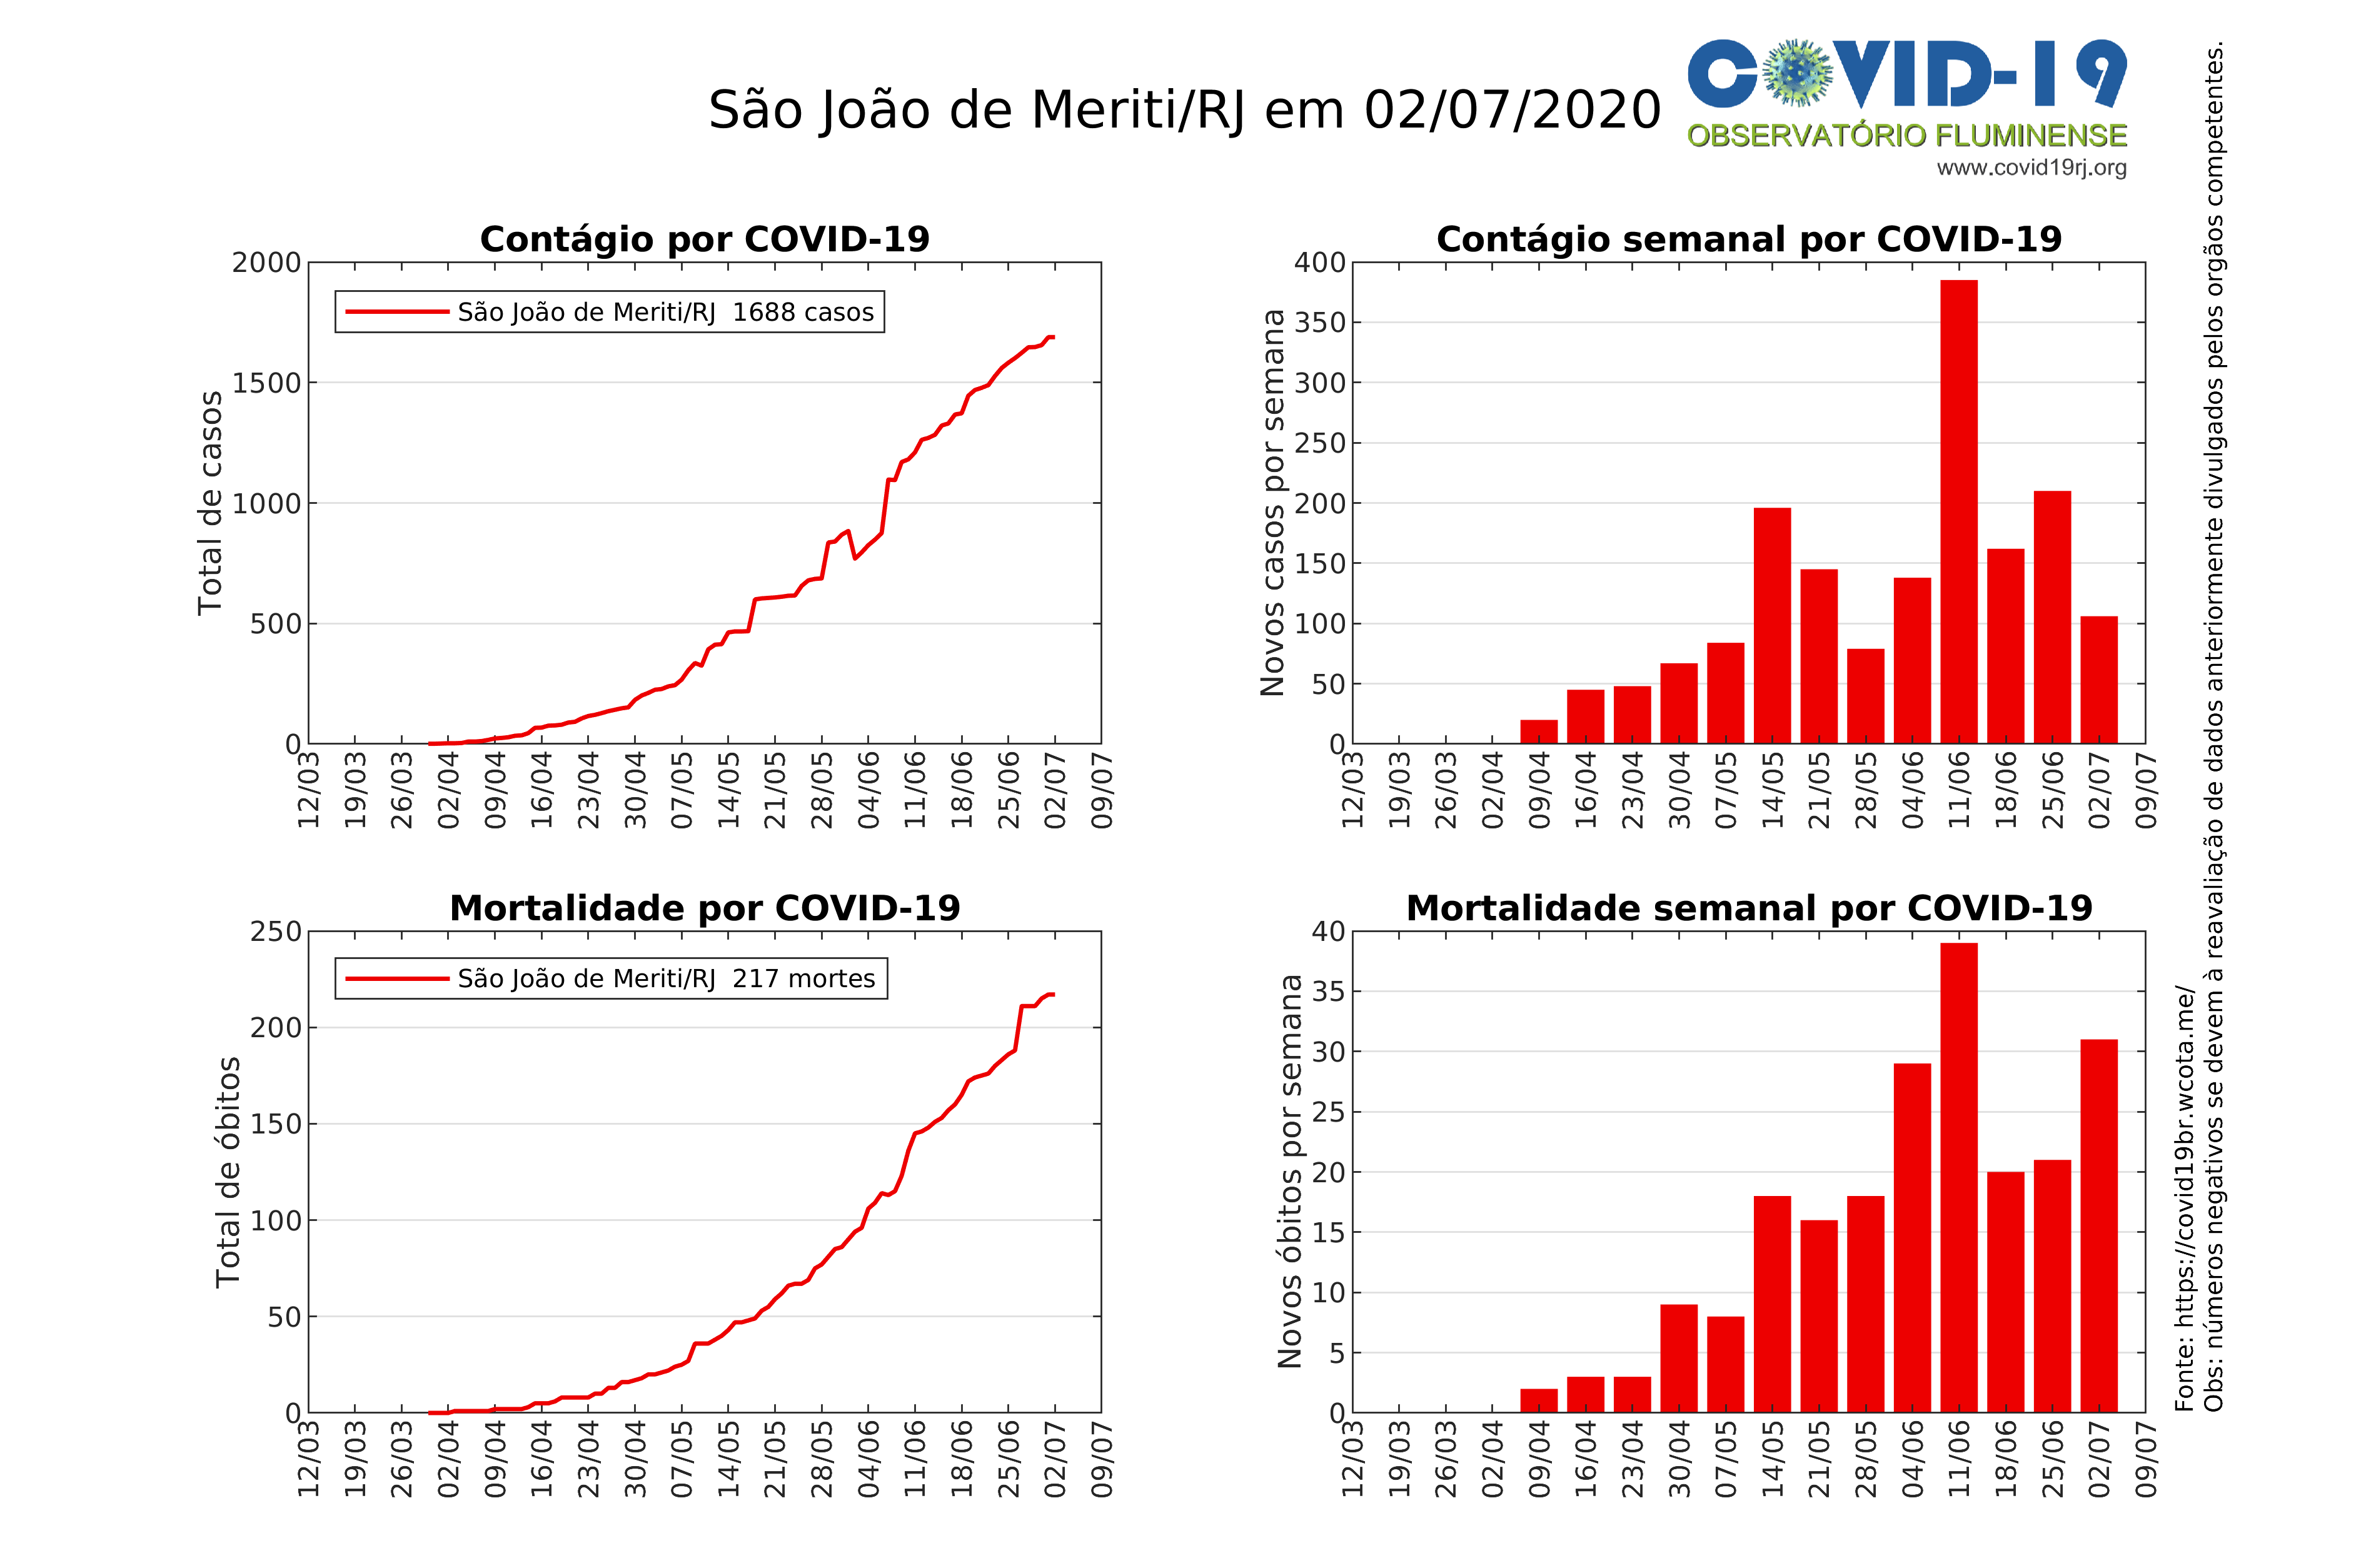 São João de Meriti/RJ em 02/07/2020
COVID-19
OBSERVATÓRIO FLUMINENSE
www.covid19rj.org
Contágio por COVID-19
Total de casos
2000
1500
1000
500
0
São João de Meriti/RJ 1688 casos
12/03 19/03 26/03 02/04 09/04 16/04 23/04 30/04 07/05 14/05 21/05 28/05 04/06 11/06 18/06 25/06 02/07 09/07
Contágio semanal por COVID-19
Novos casos por semana
400
350
300
250
200
150
100
50
0
12/03 19/03 26/03 02/04 09/04 16/04 23/04 30/04 07/05 14/05 21/05 28/05 04/06 11/06 18/06 25/06 02/07 09/07
Mortalidade por COVID-19
Total de óbitos
250
200
150
100
50
0
São João de Meriti/RJ 217 mortes
12/03 19/03 26/03 02/04 09/04 16/04 23/04 30/04 07/05 14/05 21/05 28/05 04/06 11/06 18/06 25/06 02/07 09/07
Mortalidade semanal por COVID-19
Novos óbitos por semana
40
35
30
25
20
15
10
5
0
12/03 19/03 26/03 02/04 09/04 16/04 23/04 30/04 07/05 14/05 21/05 28/05 04/06 11/06 18/06 25/06 02/07 09/07
Fonte: https://covid19br.wcota.me/
Obs: números negativos se devem à reavaliação de dados anteriormente divulgados pelos orgãos competentes.